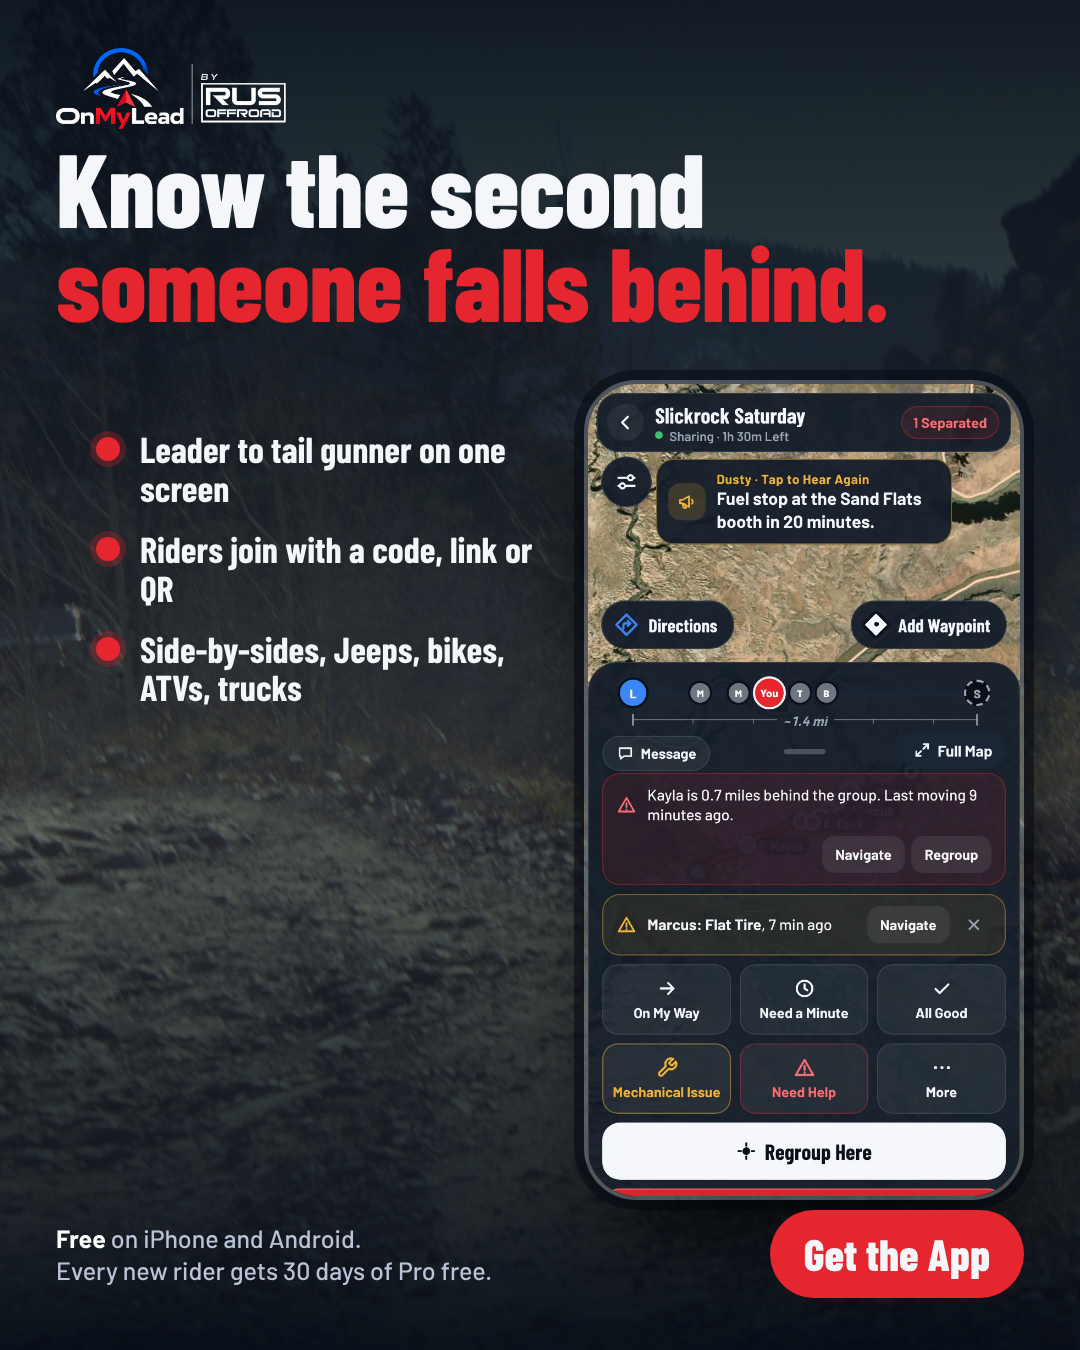 OnMyLead
BY
RUS
OFFROAD
Know the second
someone falls behind.
Leader to tail gunner on one
screen
Riders join with a code, link or
QR
Side-by-sides, Jeeps, bikes,
ATVs, trucks
Slickrock Saturday
Sharing · 1h 30m Left
1 Separated
Dusty · Tap to Hear Again
Fuel stop at the Sand Flats
booth in 20 minutes.
Directions
Add Waypoint
L M M You T B S
~1.4 mi
Message
Full Map
Kayla is 0.7 miles behind the group. Last moving 9
minutes ago.
Tank
Kayla
Navigate
Regroup
Marcus: Flat Tire, 7 min ago
Navigate
On My Way
Need a Minute
All Good
Mechanical Issue
Need Help
More
Regroup Here
Free on iPhone and Android.
Every new rider gets 30 days of Pro free.
Get the App